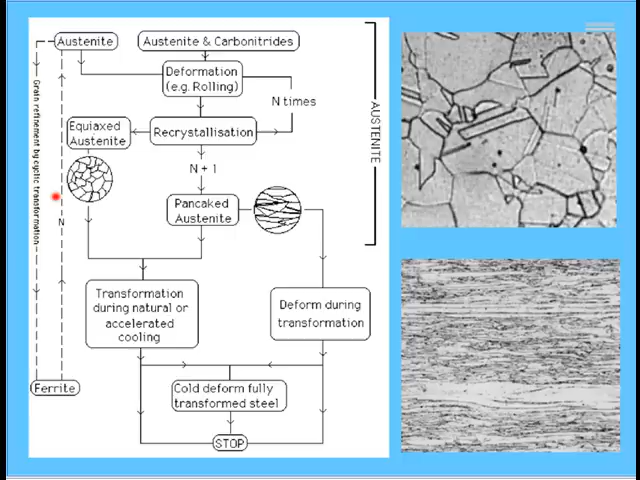 Austenite
Austenite & Carbonitrides
Deformation
(e.g. Rolling)
N times
Equiaxed
Austenite
Recrystallisation
AUSTENITE
Grain refinement by cyclic transformation
N + 1
Pancaked
Austenite
N
Transformation
during natural or
accelerated
cooling
Deform during
transformation
Ferrite
Cold deform fully
transformed steel
STOP